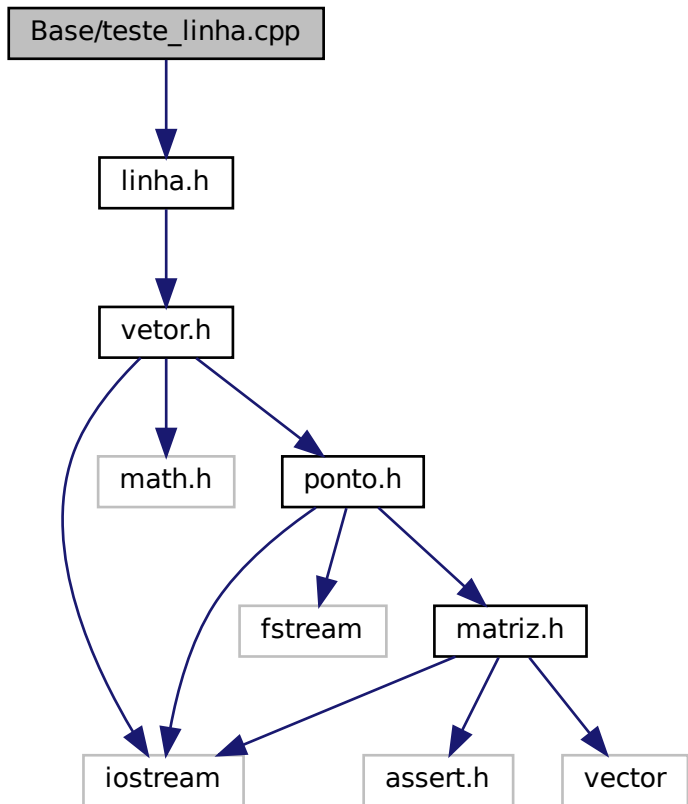 Base/teste_linha.cpp
linha.h
vetor.h
math.h
ponto.h
fstream
matriz.h
iostream
assert.h
vector